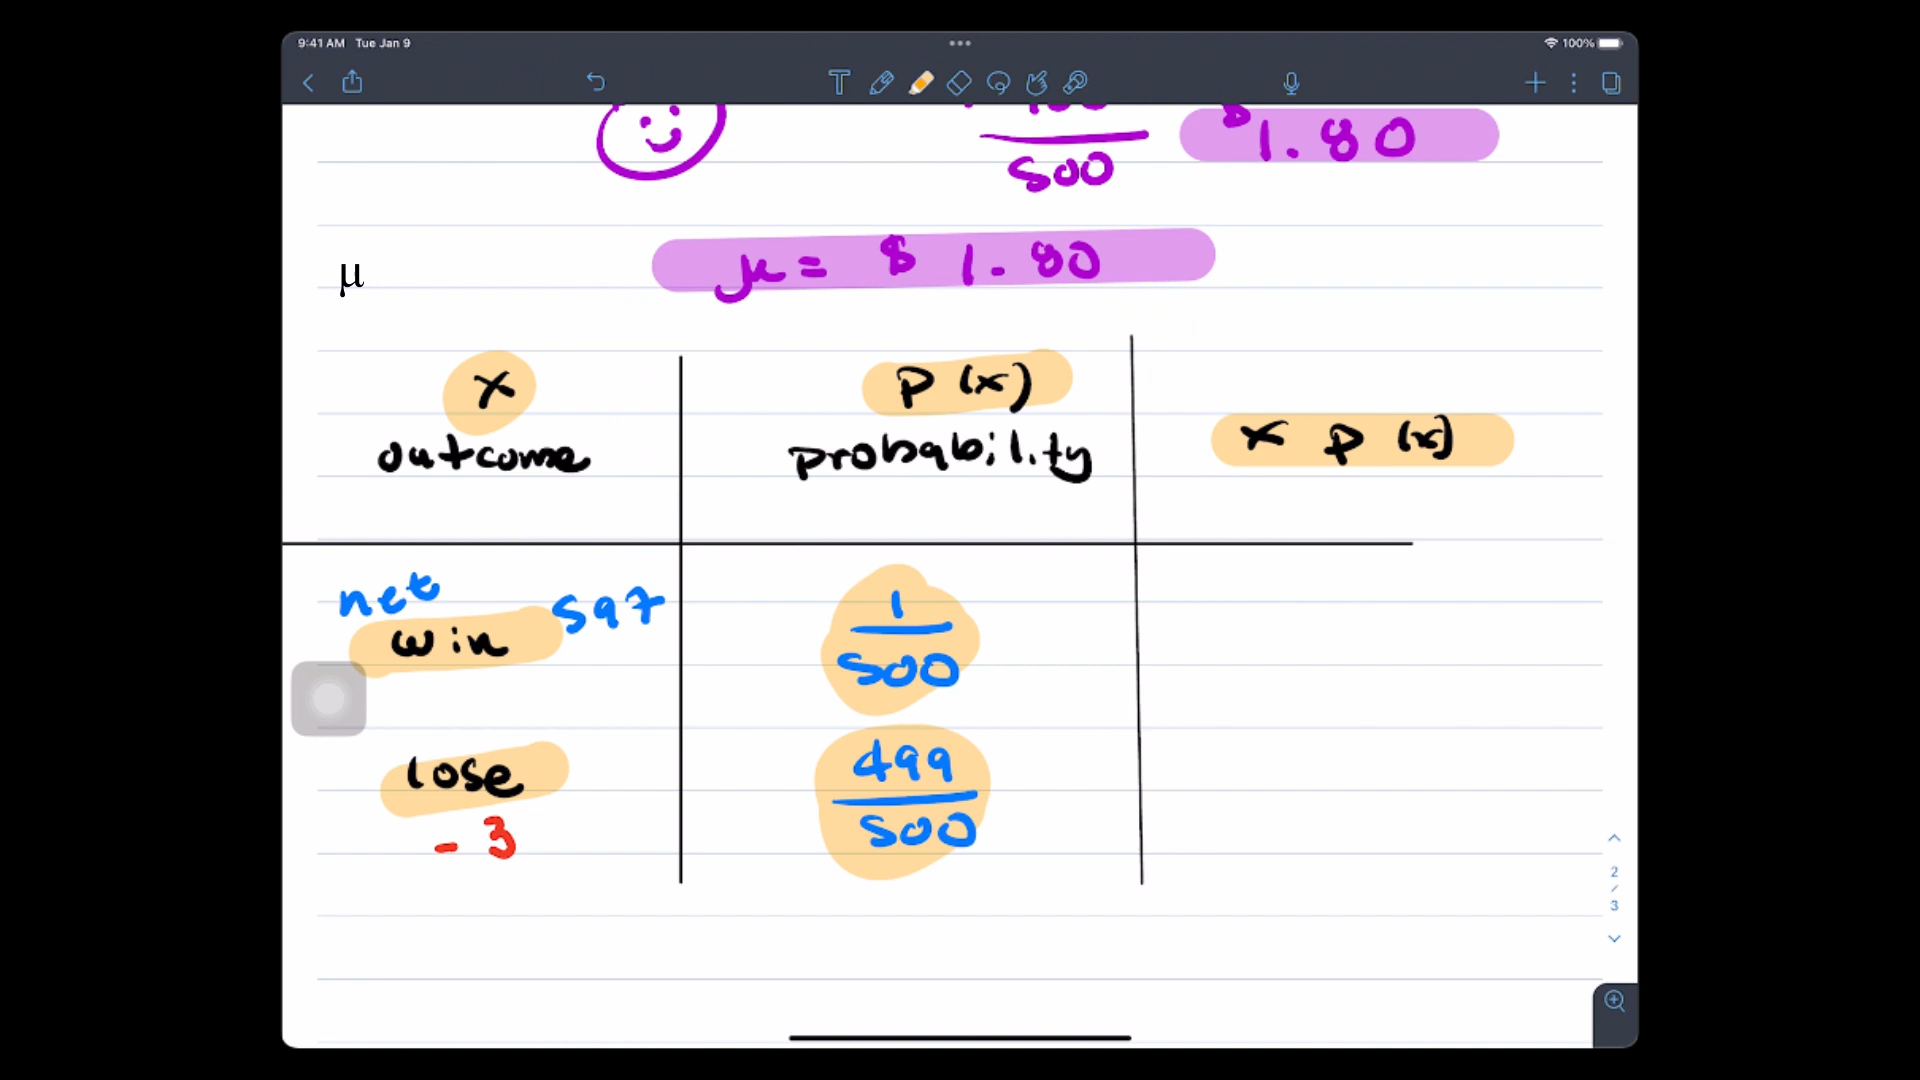 9:41 AM Tue Jan 9
100%
500
$1.80
μ
μ = $ 1.80
x
P (x)
x P (x)
outcome
probability
net
597
win
1
500
lose
499
500
- 3
2
/
3